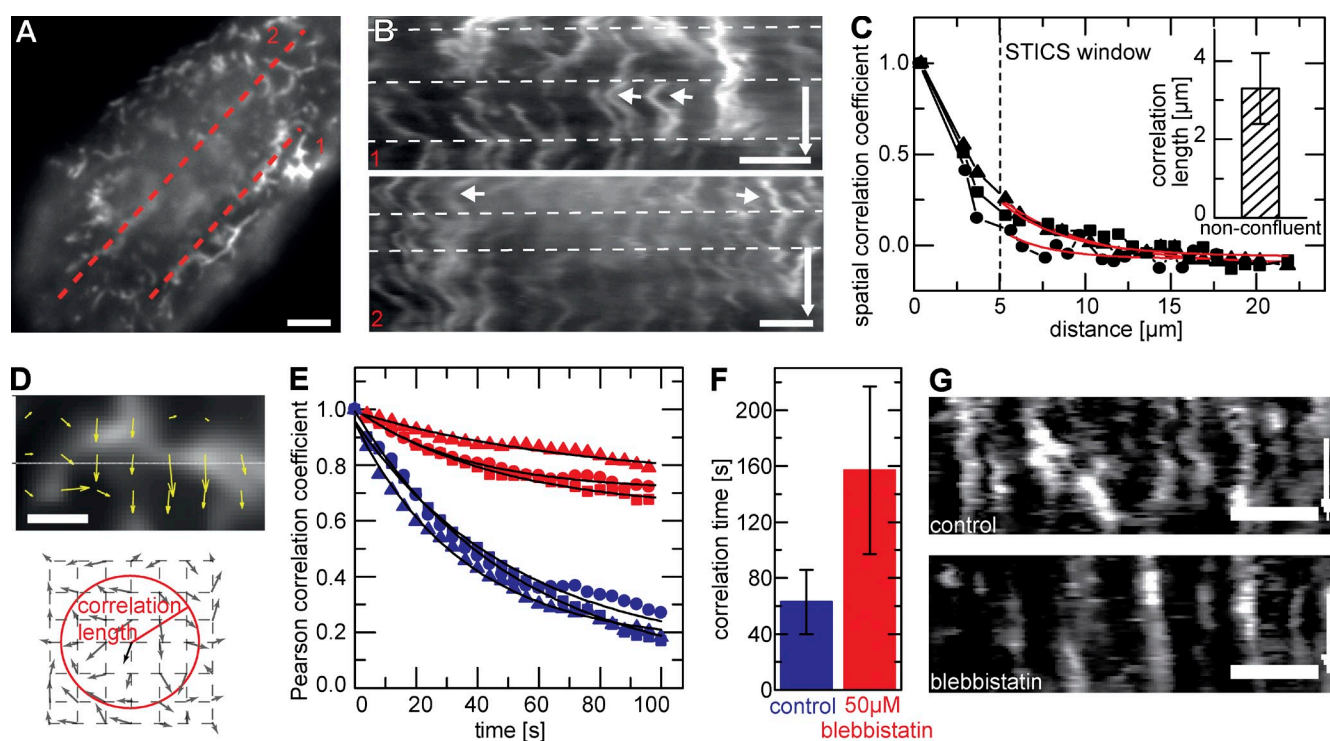 A
2
1
B
1
2
C
spatial correlation coefficient
1.0
0.5
0.0
STICS window
correlation
length [µm]
4
2
0
non-confluent
0
5
10
15
20
distance [µm]
D
correlation
length
E
Pearson correlation coefficient
1.0
0.8
0.6
0.4
0.2
0.0
0
20
40
60
80
100
time [s]
F
correlation time [s]
200
160
120
80
40
0
control
50µM
blebbistatin
G
control
blebbistatin